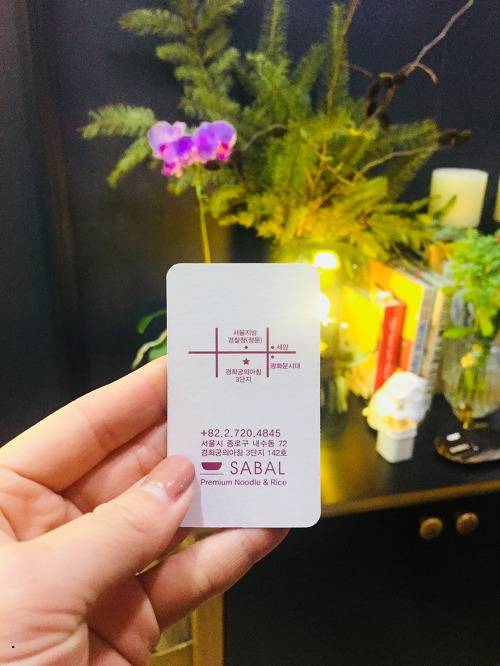 서울지방
경찰청(정문)
세양
광화문시대
경희궁의아침
3단지
+82.2.720.4845
서울시 종로구 내수동 72
경희궁의아침 3단지 142호
SABAL
Premium Noodle & Rice